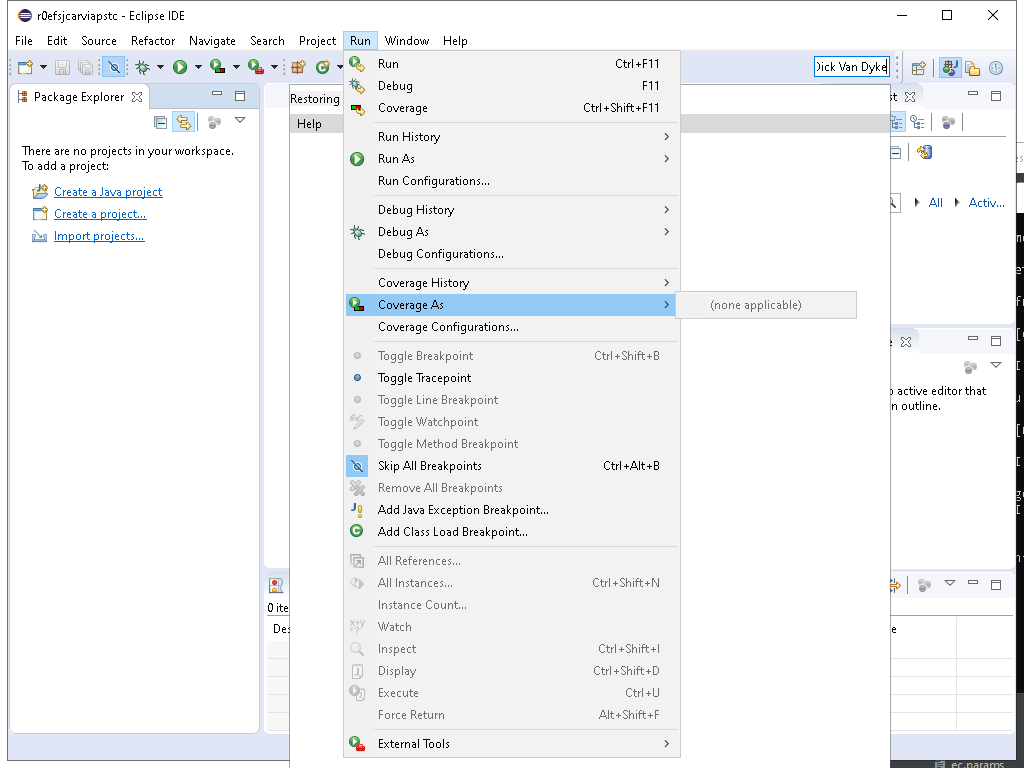 r0efsjcarviapstc - Eclipse IDE
File Edit Source Refactor Navigate Search Project Run Window Help
Dick Van Dyke
Package Explorer
There are no projects in your workspace.
To add a project:
Create a Java project
Create a project...
Import projects...
Restoring
Help
Run Ctrl+F11
Debug F11
Coverage Ctrl+Shift+F11
Run History
Run As
Run Configurations...
Debug History
Debug As
Debug Configurations...
Coverage History
Coverage As
(none applicable)
Coverage Configurations...
Toggle Breakpoint Ctrl+Shift+B
Toggle Tracepoint
Toggle Line Breakpoint
Toggle Watchpoint
Toggle Method Breakpoint
Skip All Breakpoints Ctrl+Alt+B
Remove All Breakpoints
Add Java Exception Breakpoint...
Add Class Load Breakpoint...
All References...
All Instances... Ctrl+Shift+N
Instance Count...
Watch
Inspect Ctrl+Shift+I
Display Ctrl+Shift+D
Execute Ctrl+U
Force Return Alt+Shift+F
External Tools
st
All Activ...
active editor that
n outline.
0 ite
Des
e
ec.params